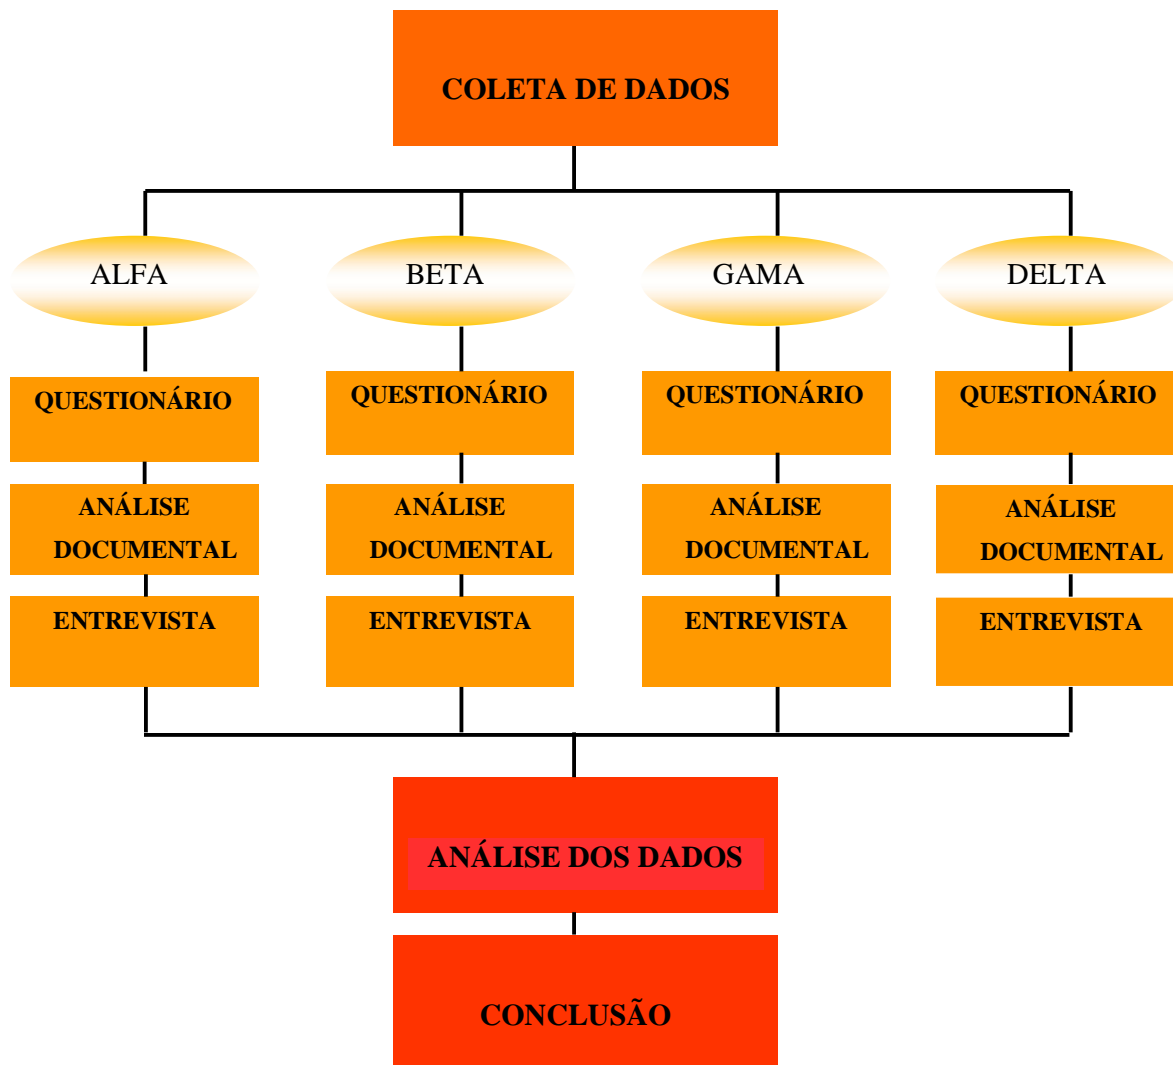 COLETA DE DADOS
ALFA
BETA
GAMA
DELTA
QUESTIONÁRIO
QUESTIONÁRIO
QUESTIONÁRIO
QUESTIONÁRIO
ANÁLISE
DOCUMENTAL
ANÁLISE
DOCUMENTAL
ANÁLISE
DOCUMENTAL
ANÁLISE
DOCUMENTAL
ENTREVISTA
ENTREVISTA
ENTREVISTA
ENTREVISTA
ANÁLISE DOS DADOS
CONCLUSÃO